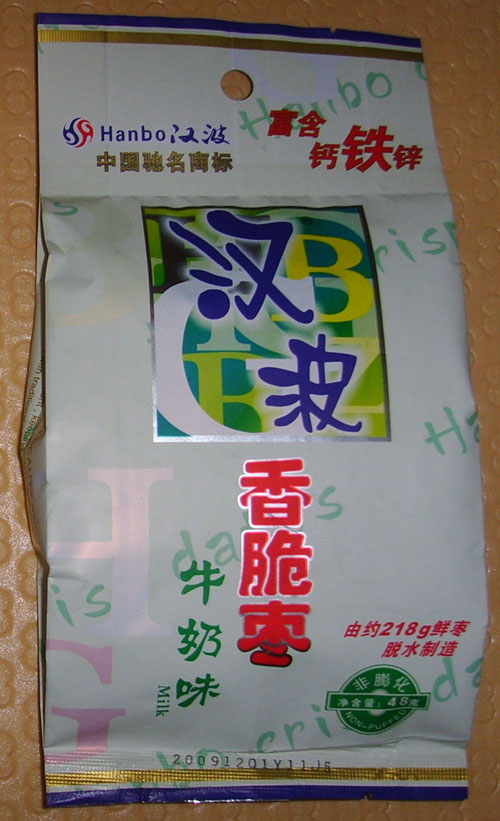 Hanbo汉波
中国驰名商标
富含
钙铁锌
汉
波
香脆枣
牛奶味
Milk
由约218g鲜枣
脱水制造
非膨化
净含量：48克
NON-PUFFED
20091201Y11J6